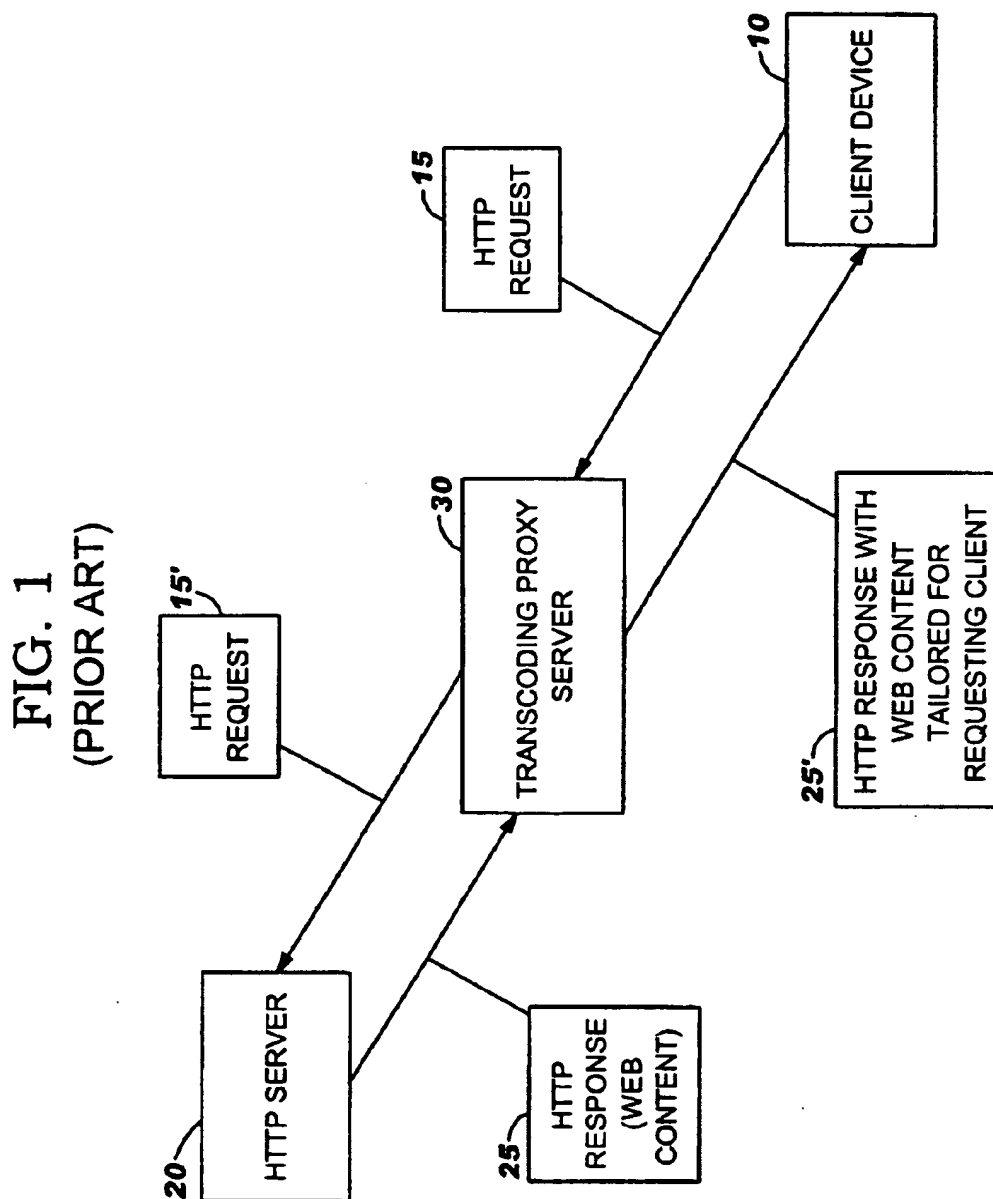 FIG. 1
(PRIOR ART)
20
HTTP SERVER
15'
HTTP
REQUEST
25
HTTP
RESPONSE
(WEB
CONTENT)
30
TRANSCODING PROXY
SERVER
15
HTTP
REQUEST
25'
HTTP RESPONSE WITH
WEB CONTENT
TAILORED FOR
REQUESTING CLIENT
10
CLIENT DEVICE